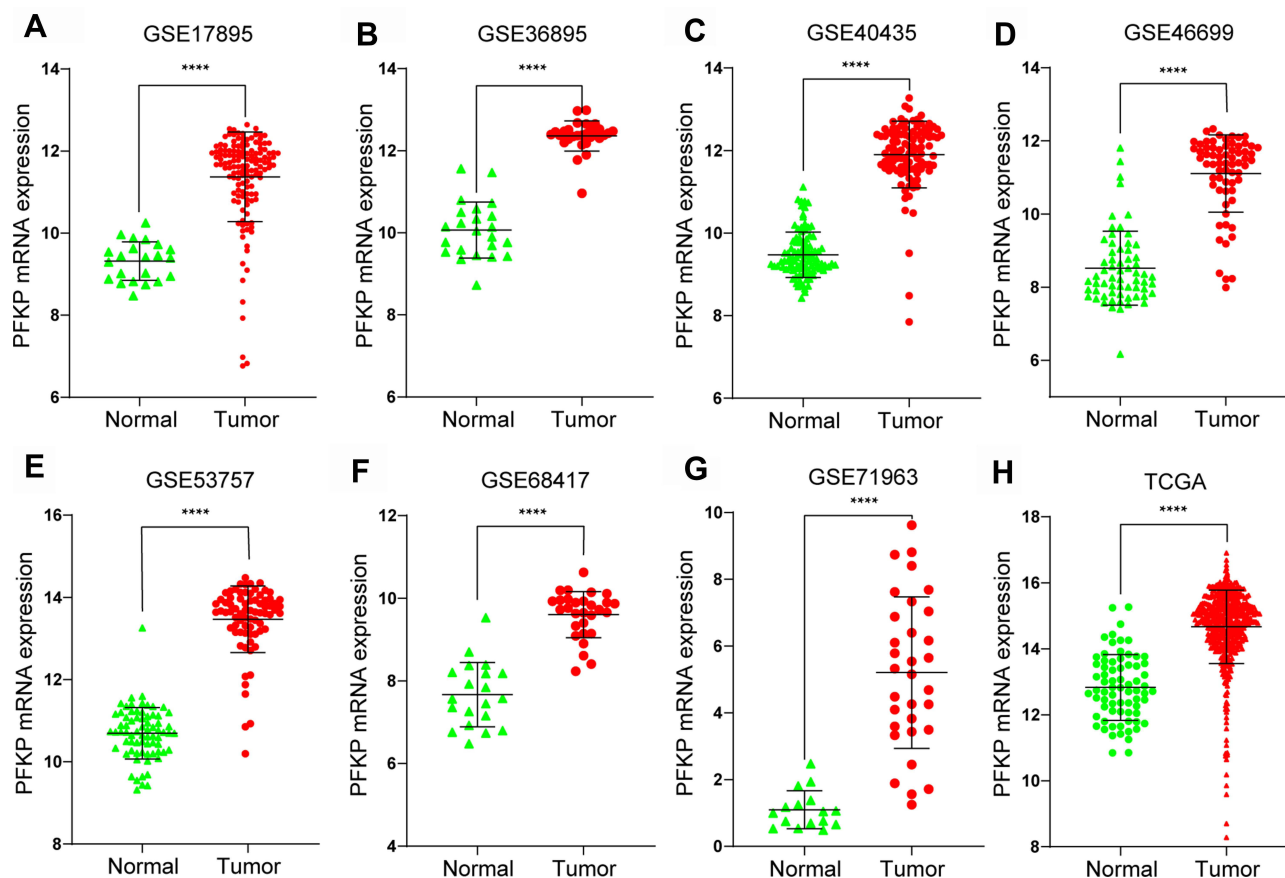 A
GSE17895
****
PFKP mRNA expression
14
12
10
8
6
Normal Tumor
B
GSE36895
****
PFKP mRNA expression
14
12
10
8
6
Normal Tumor
C
GSE40435
****
PFKP mRNA expression
14
12
10
8
6
Normal Tumor
D
GSE46699
****
PFKP mRNA expression
14
12
10
8
6
Normal Tumor
E
GSE53757
****
PFKP mRNA expression
16
14
12
10
8
Normal Tumor
F
GSE68417
****
PFKP mRNA expression
12
10
8
6
4
Normal Tumor
G
GSE71963
****
PFKP mRNA expression
10
8
6
4
2
0
Normal Tumor
H
TCGA
****
PFKP mRNA expression
18
16
14
12
10
8
Normal Tumor